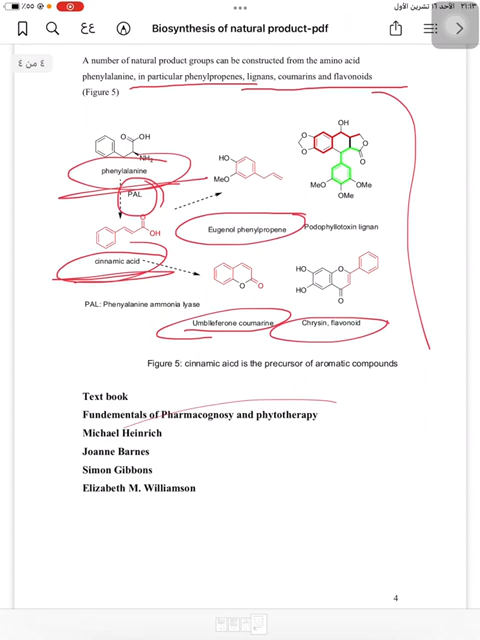 ٢١:١٣ الأحد ١٦ تشرين الأول
٥٥٪
Biosynthesis of natural product-pdf
٤ من ٤
A number of natural product groups can be constructed from the amino acid
phenylalanine, in particular phenylpropenes, lignans, coumarins and flavonoids
(Figure 5)
O OH
NH2
phenylalanine
PAL
O
OH
cinnamic acid
HO
MeO
Eugenol phenylpropene
OH
O
O
O
O
MeO OMe
OMe
Podophyllotoxin lignan
O O
Umbileferone coumarine
HO
HO
O
O
Chrysin, flavonoid
PAL: Phenyalanine ammonia lyase
Figure 5: cinnamic aicd is the precursor of aromatic compounds
Text book
Fundementals of Pharmacognosy and phytotherapy
Michael Heinrich
Joanne Barnes
Simon Gibbons
Elizabeth M. Williamson
4